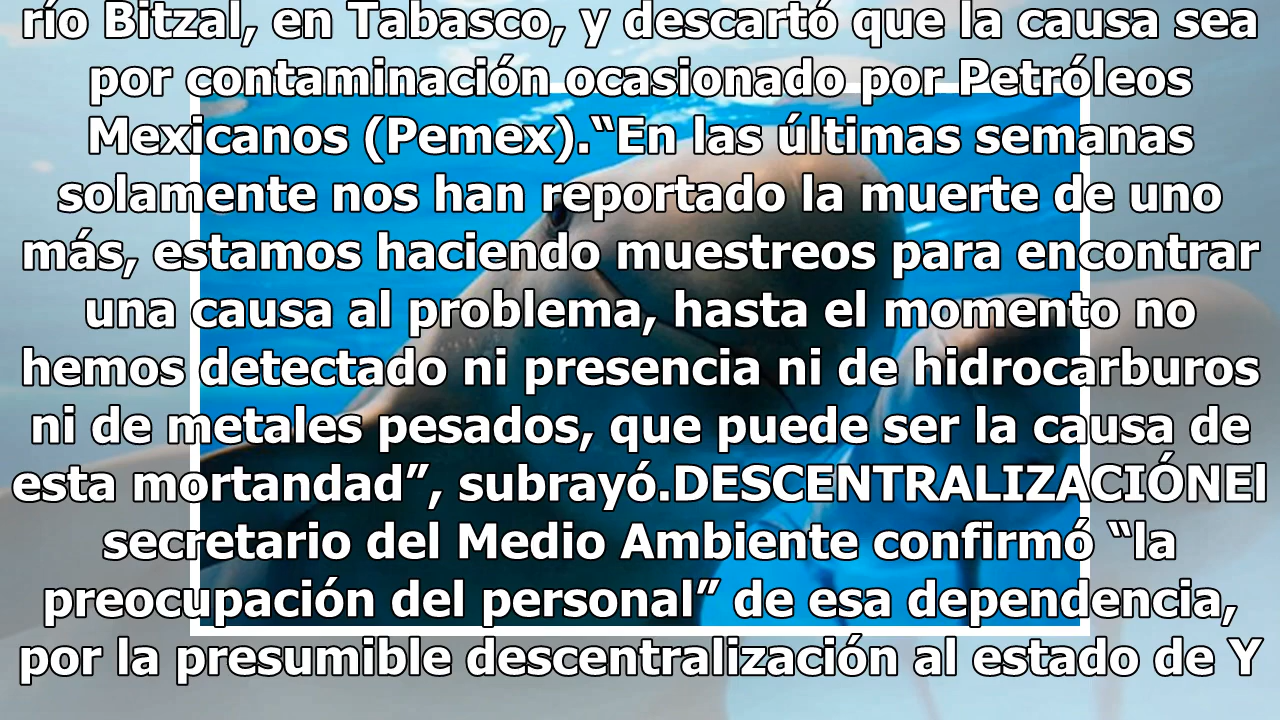 río Bitzal, en Tabasco, y descartó que la causa sea
por contaminación ocasionado por Petróleos
Mexicanos (Pemex).“En las últimas semanas
solamente nos han reportado la muerte de uno
más, estamos haciendo muestreos para encontrar
una causa al problema, hasta el momento no
hemos detectado ni presencia ni de hidrocarburos
ni de metales pesados, que puede ser la causa de
esta mortandad”, subrayó.DESCENTRALIZACIÓNEl
secretario del Medio Ambiente confirmó “la
preocupación del personal” de esa dependencia,
por la presumible descentralización al estado de Y